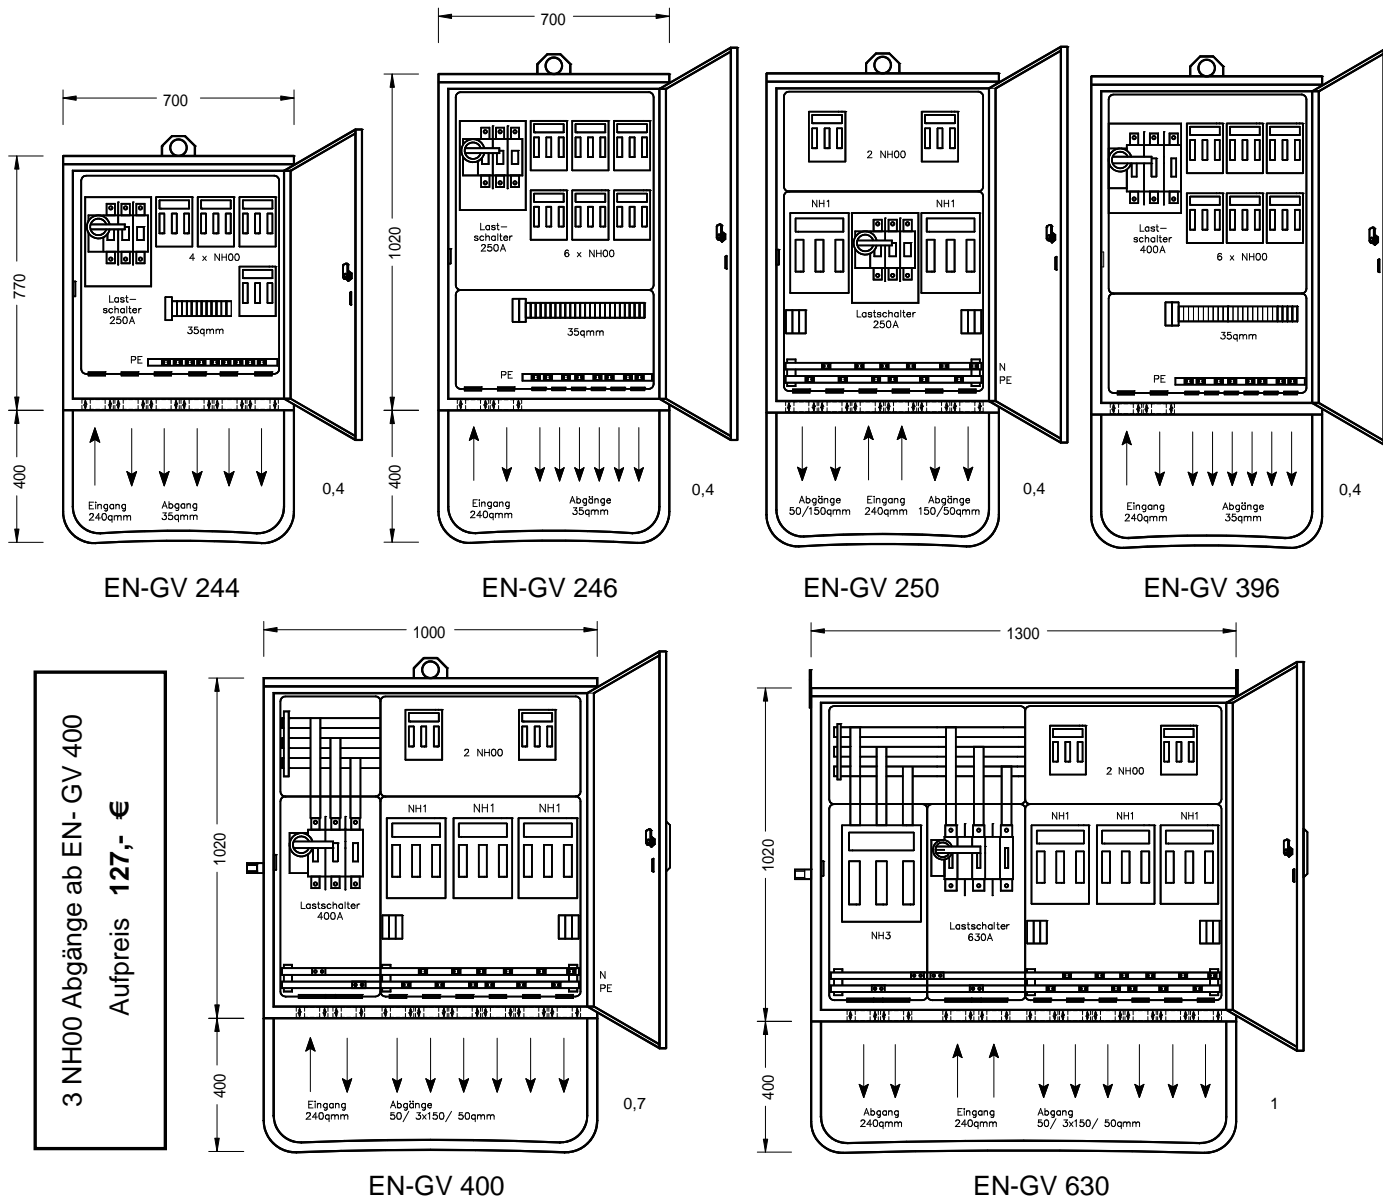 700
770
400
Last-
schalter
250A
4 x NH00
35qmm
PE
Eingang
240qmm
Abgang
35qmm
0,4
EN-GV 244
700
1020
400
Last-
schalter
250A
6 x NH00
35qmm
PE
Eingang
240qmm
Abgänge
35qmm
0,4
EN-GV 246
2 NH00
NH1
NH1
Lastschalter
250A
N
PE
Abgänge
50/150qmm
Eingang
240qmm
Abgänge
150/50qmm
0,4
EN-GV 250
Last-
schalter
400A
6 x NH00
35qmm
PE
Eingang
240qmm
Abgänge
35qmm
0,4
EN-GV 396
3 NH00 Abgänge ab EN- GV 400
Aufpreis 127,- €
1000
1020
400
2 NH00
NH1
NH1
NH1
Lastschalter
400A
N
PE
Eingang
240qmm
Abgänge
50/ 3x150/ 50qmm
0,7
EN-GV 400
1300
1020
400
2 NH00
NH1
NH1
NH1
NH3
Lastschalter
630A
Abgang
240qmm
Eingang
240qmm
Abgang
50/ 3x150/ 50qmm
1
EN-GV 630